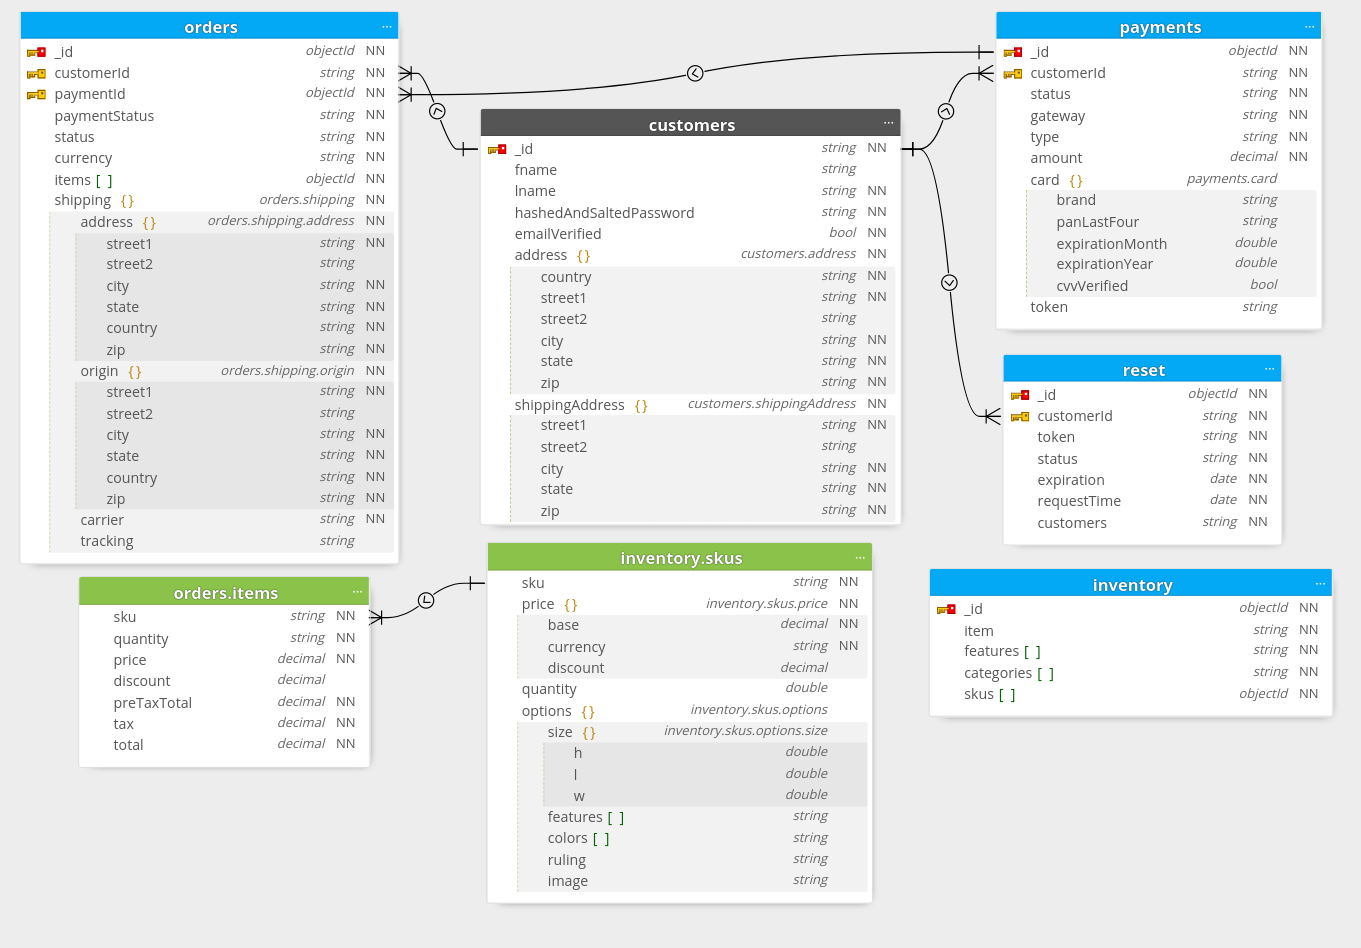 orders ...
_id objectId NN
customerId string NN
paymentId objectId NN
paymentStatus string NN
status string NN
currency string NN
items [ ] objectId NN
shipping {} orders.shipping NN
address {} orders.shipping.address NN
street1 string NN
street2 string
city string NN
state string NN
country string NN
zip string NN
origin {} orders.shipping.origin NN
street1 string NN
street2 string
city string NN
state string NN
country string NN
zip string NN
carrier string NN
tracking string
customers ...
_id string NN
fname string
lname string NN
hashedAndSaltedPassword string NN
emailVerified bool NN
address {} customers.address NN
country string NN
street1 string NN
street2 string
city string NN
state string NN
zip string NN
shippingAddress {} customers.shippingAddress NN
street1 string NN
street2 string
city string NN
state string NN
zip string NN
payments ...
_id objectId NN
customerId string NN
status string NN
gateway string NN
type string NN
amount decimal NN
card {} payments.card
brand string
panLastFour string
expirationMonth double
expirationYear double
cvvVerified bool
token string
reset ...
_id objectId NN
customerId string NN
token string NN
status string NN
expiration date NN
requestTime date NN
customers string NN
orders.items ...
sku string NN
quantity string NN
price decimal NN
discount decimal
preTaxTotal decimal NN
tax decimal NN
total decimal NN
inventory.skus ...
sku string NN
price {} inventory.skus.price NN
base decimal NN
currency string NN
discount decimal
quantity double
options {} inventory.skus.options
size {} inventory.skus.options.size
h double
l double
w double
features [ ] string
colors [ ] string
ruling string
image string
inventory ...
_id objectId NN
item string NN
features [ ] string NN
categories [ ] string NN
skus [ ] objectId NN